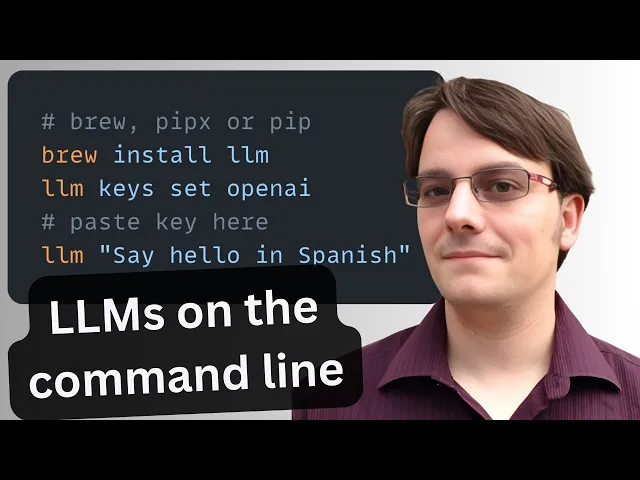 # brew, pipx or pip
brew install llm
llm keys set openai
# paste key here
llm "Say hello in Spanish"
LLMs on the
command line